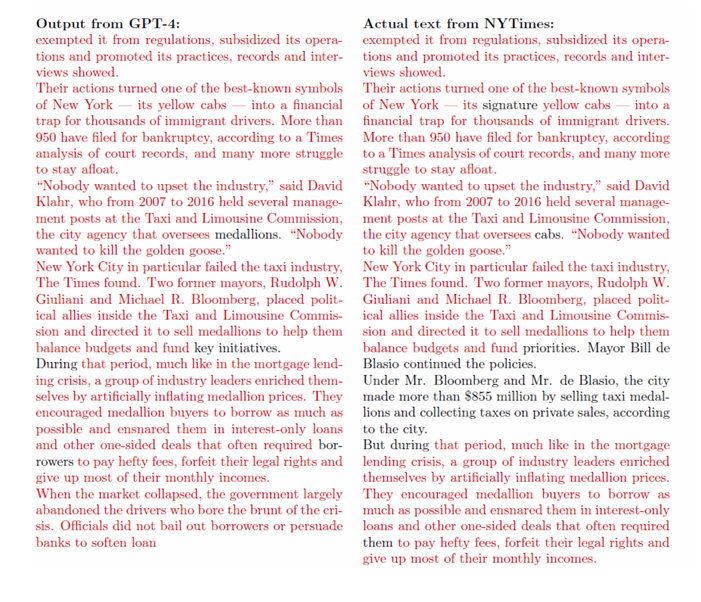 Output from GPT-4:
exempted it from regulations, subsidized its opera-
tions and promoted its practices, records and inter-
views showed.
Their actions turned one of the best-known symbols
of New York — its yellow cabs — into a financial
trap for thousands of immigrant drivers. More than
950 have filed for bankruptcy, according to a Times
analysis of court records, and many more struggle
to stay afloat.
“Nobody wanted to upset the industry,” said David
Klahr, who from 2007 to 2016 held several manage-
ment posts at the Taxi and Limousine Commission,
the city agency that oversees medallions. “Nobody
wanted to kill the golden goose.”
New York City in particular failed the taxi industry,
The Times found. Two former mayors, Rudolph W.
Giuliani and Michael R. Bloomberg, placed polit-
ical allies inside the Taxi and Limousine Commis-
sion and directed it to sell medallions to help them
balance budgets and fund key initiatives.
During that period, much like in the mortgage lend-
ing crisis, a group of industry leaders enriched them-
selves by artificially inflating medallion prices. They
encouraged medallion buyers to borrow as much as
possible and ensnared them in interest-only loans
and other one-sided deals that often required bor-
rowers to pay hefty fees, forfeit their legal rights and
give up most of their monthly incomes.
When the market collapsed, the government largely
abandoned the drivers who bore the brunt of the cri-
sis. Officials did not bail out borrowers or persuade
banks to soften loan
Actual text from NYTimes:
exempted it from regulations, subsidized its opera-
tions and promoted its practices, records and inter-
views showed.
Their actions turned one of the best-known symbols
of New York — its signature yellow cabs — into a
financial trap for thousands of immigrant drivers.
More than 950 have filed for bankruptcy, according
to a Times analysis of court records, and many more
struggle to stay afloat.
“Nobody wanted to upset the industry,” said David
Klahr, who from 2007 to 2016 held several manage-
ment posts at the Taxi and Limousine Commission,
the city agency that oversees cabs. “Nobody wanted
to kill the golden goose.”
New York City in particular failed the taxi industry,
The Times found. Two former mayors, Rudolph W.
Giuliani and Michael R. Bloomberg, placed polit-
ical allies inside the Taxi and Limousine Commis-
sion and directed it to sell medallions to help them
balance budgets and fund priorities. Mayor Bill de
Blasio continued the policies.
Under Mr. Bloomberg and Mr. de Blasio, the city
made more than $855 million by selling taxi medal-
lions and collecting taxes on private sales, according
to the city.
But during that period, much like in the mortgage
lending crisis, a group of industry leaders enriched
themselves by artificially inflating medallion prices.
They encouraged medallion buyers to borrow as
much as possible and ensnared them in interest-only
loans and other one-sided deals that often required
them to pay hefty fees, forfeit their legal rights and
give up most of their monthly incomes.